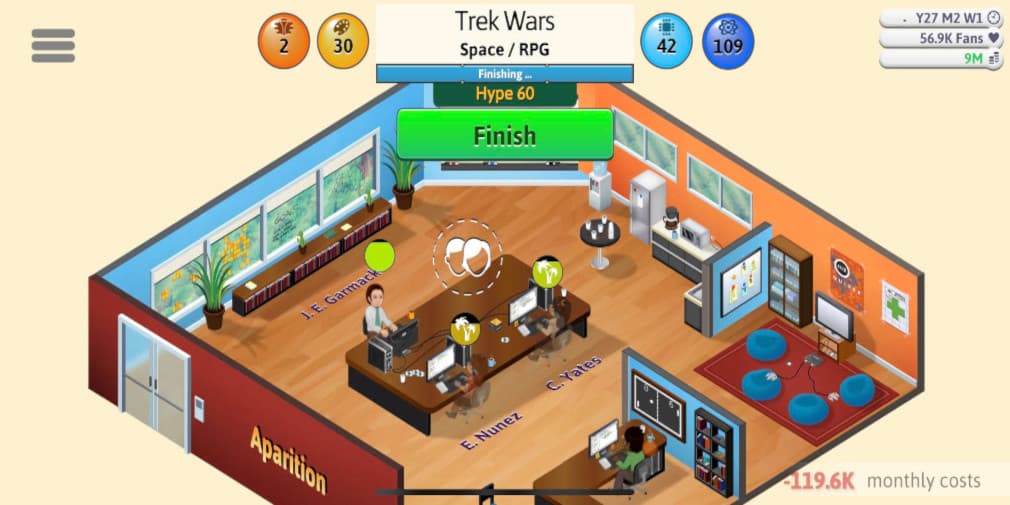 Trek Wars
Space / RPG
Finishing ...
Hype 60
Finish
2
30
42
109
Y27 M2 W1
56.9K Fans
9M
J. E. Garmack
C. Yates
E. Nunez
Aparition
-119.6K monthly costs